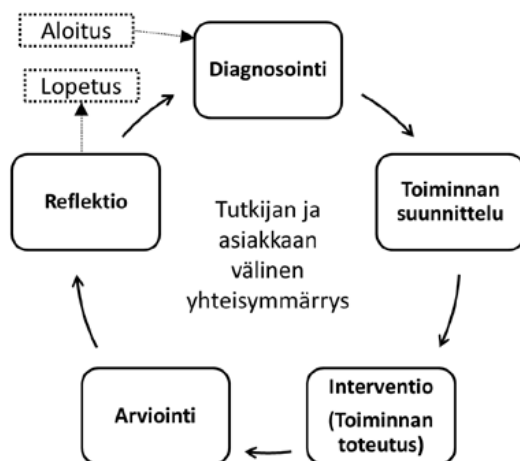 Aloitus
Lopetus
Diagnosointi
Toiminnan
suunnittelu
Interventio
(Toiminnan
toteutus)
Arviointi
Reflektio
Tutkijan ja
asiakkaan
välinen
yhteisymmärrys